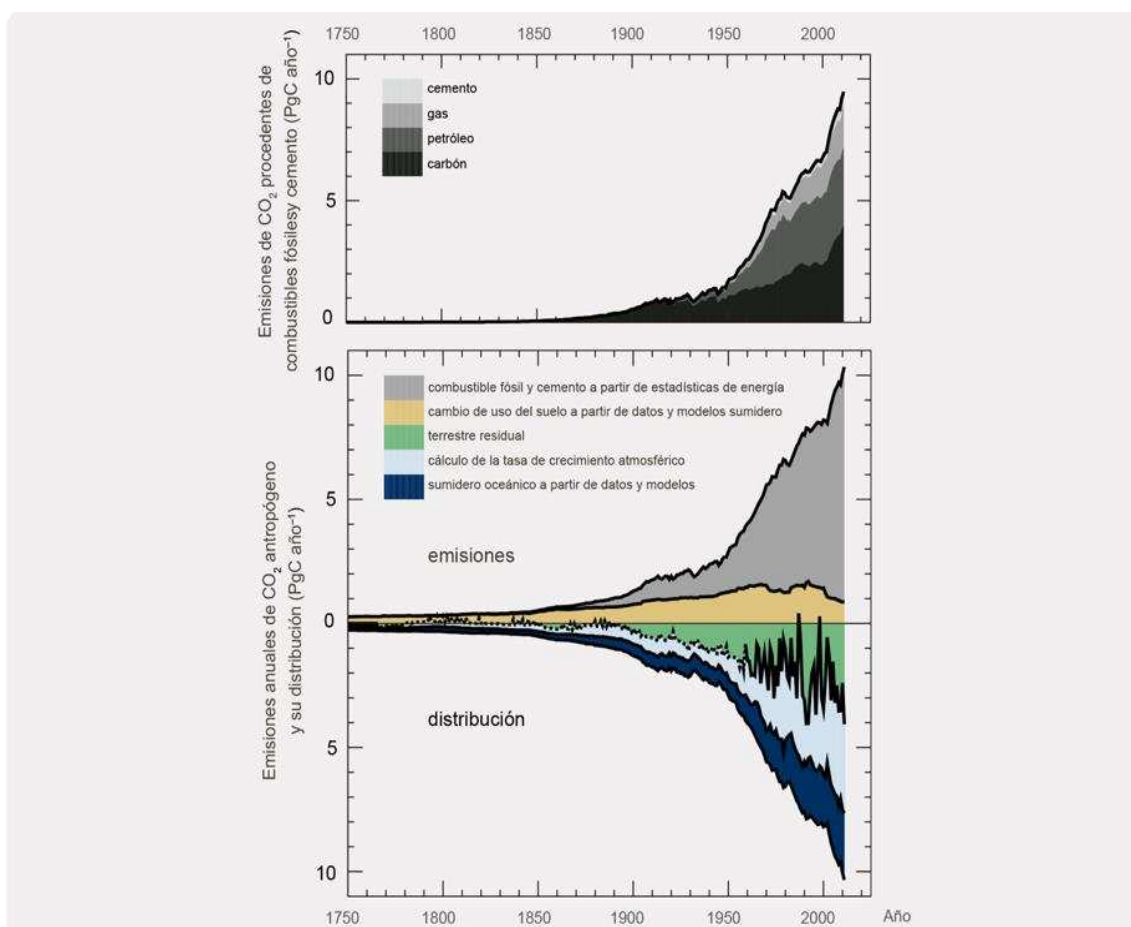 1750 1800 1850 1900 1950 2000
Emisiones de CO2 procedentes de
combustibles fósilesy cemento (PgC año⁻¹)
10
5
0
cemento
gas
petróleo
carbón
Emisiones anuales de CO2 antropógeno
y su distribución (PgC año⁻¹)
10
5
0
5
10
combustible fósil y cemento a partir de estadísticas de energía
cambio de uso del suelo a partir de datos y modelos sumidero
terrestre residual
cálculo de la tasa de crecimiento atmosférico
sumidero oceánico a partir de datos y modelos
emisiones
distribución
1750 1800 1850 1900 1950 2000 Año